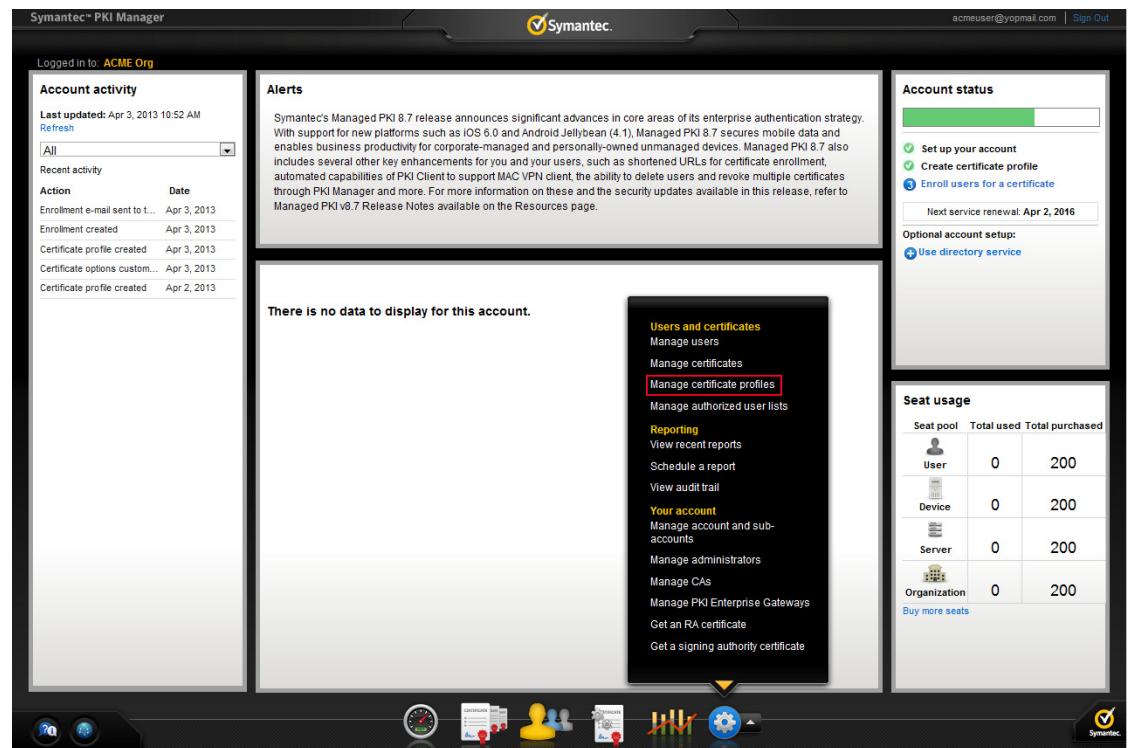 Symantec™ PKI Manager
Symantec.
acmeuser@yopmail.com | Sign Out
Logged in to: ACME Org
Account activity
Last updated: Apr 3, 2013 10:52 AM
Refresh
All
Recent activity
Action Date
Enrollment e-mail sent to t... Apr 3, 2013
Enrollment created Apr 3, 2013
Certificate profile created Apr 3, 2013
Certificate options custom... Apr 3, 2013
Certificate profile created Apr 2, 2013
Alerts
Symantec's Managed PKI 8.7 release announces significant advances in core areas of its enterprise authentication strategy.
With support for new platforms such as iOS 6.0 and Android Jellybean (4.1), Managed PKI 8.7 secures mobile data and
enables business productivity for corporate-managed and personally-owned unmanaged devices. Managed PKI 8.7 also
includes several other key enhancements for you and your users, such as shortened URLs for certificate enrollment,
automated capabilities of PKI Client to support MAC VPN client, the ability to delete users and revoke multiple certificates
through PKI Manager and more. For more information on these and the security updates available in this release, refer to
Managed PKI v8.7 Release Notes available on the Resources page.
There is no data to display for this account.
Users and certificates
Manage users
Manage certificates
Manage certificate profiles
Manage authorized user lists
Reporting
View recent reports
Schedule a report
View audit trail
Your account
Manage account and sub-
accounts
Manage administrators
Manage CAs
Manage PKI Enterprise Gateways
Get an RA certificate
Get a signing authority certificate
Account status
Set up your account
Create certificate profile
3 Enroll users for a certificate
Next service renewal: Apr 2, 2016
Optional account setup:
Use directory service
Seat usage
Seat pool Total used Total purchased
User 0 200
Device 0 200
Server 0 200
Organization 0 200
Buy more seats
Symantec.